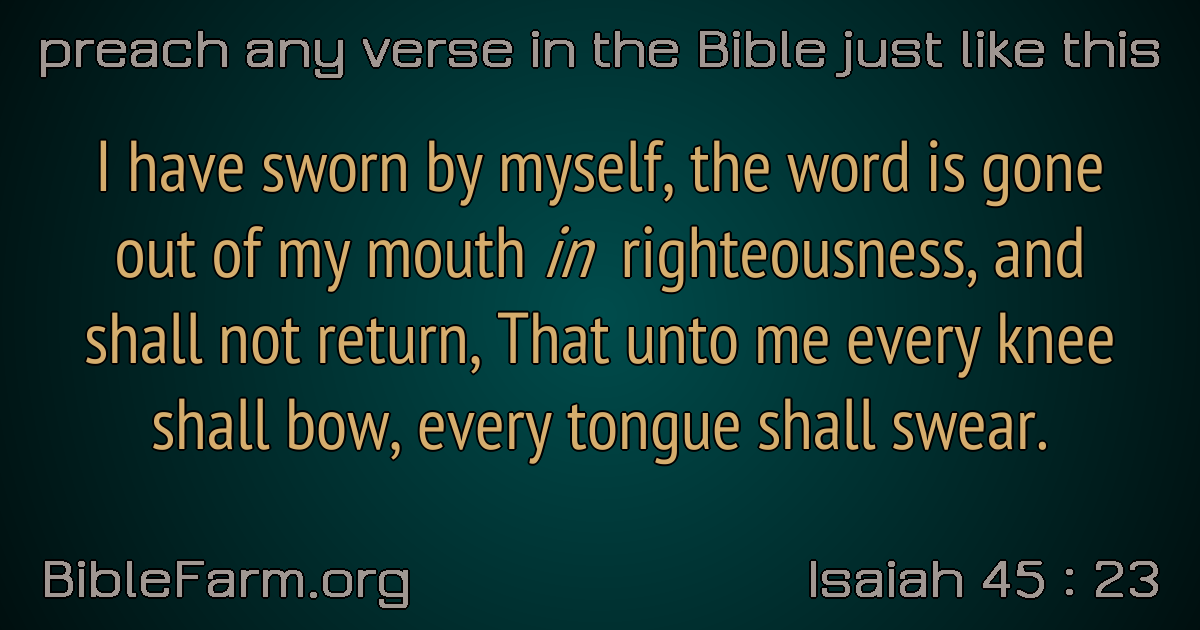 preach any verse in the Bible just like this
I have sworn by myself, the word is gone
out of my mouth in righteousness, and
shall not return, That unto me every knee
shall bow, every tongue shall swear.
BibleFarm.org
Isaiah 45 : 23